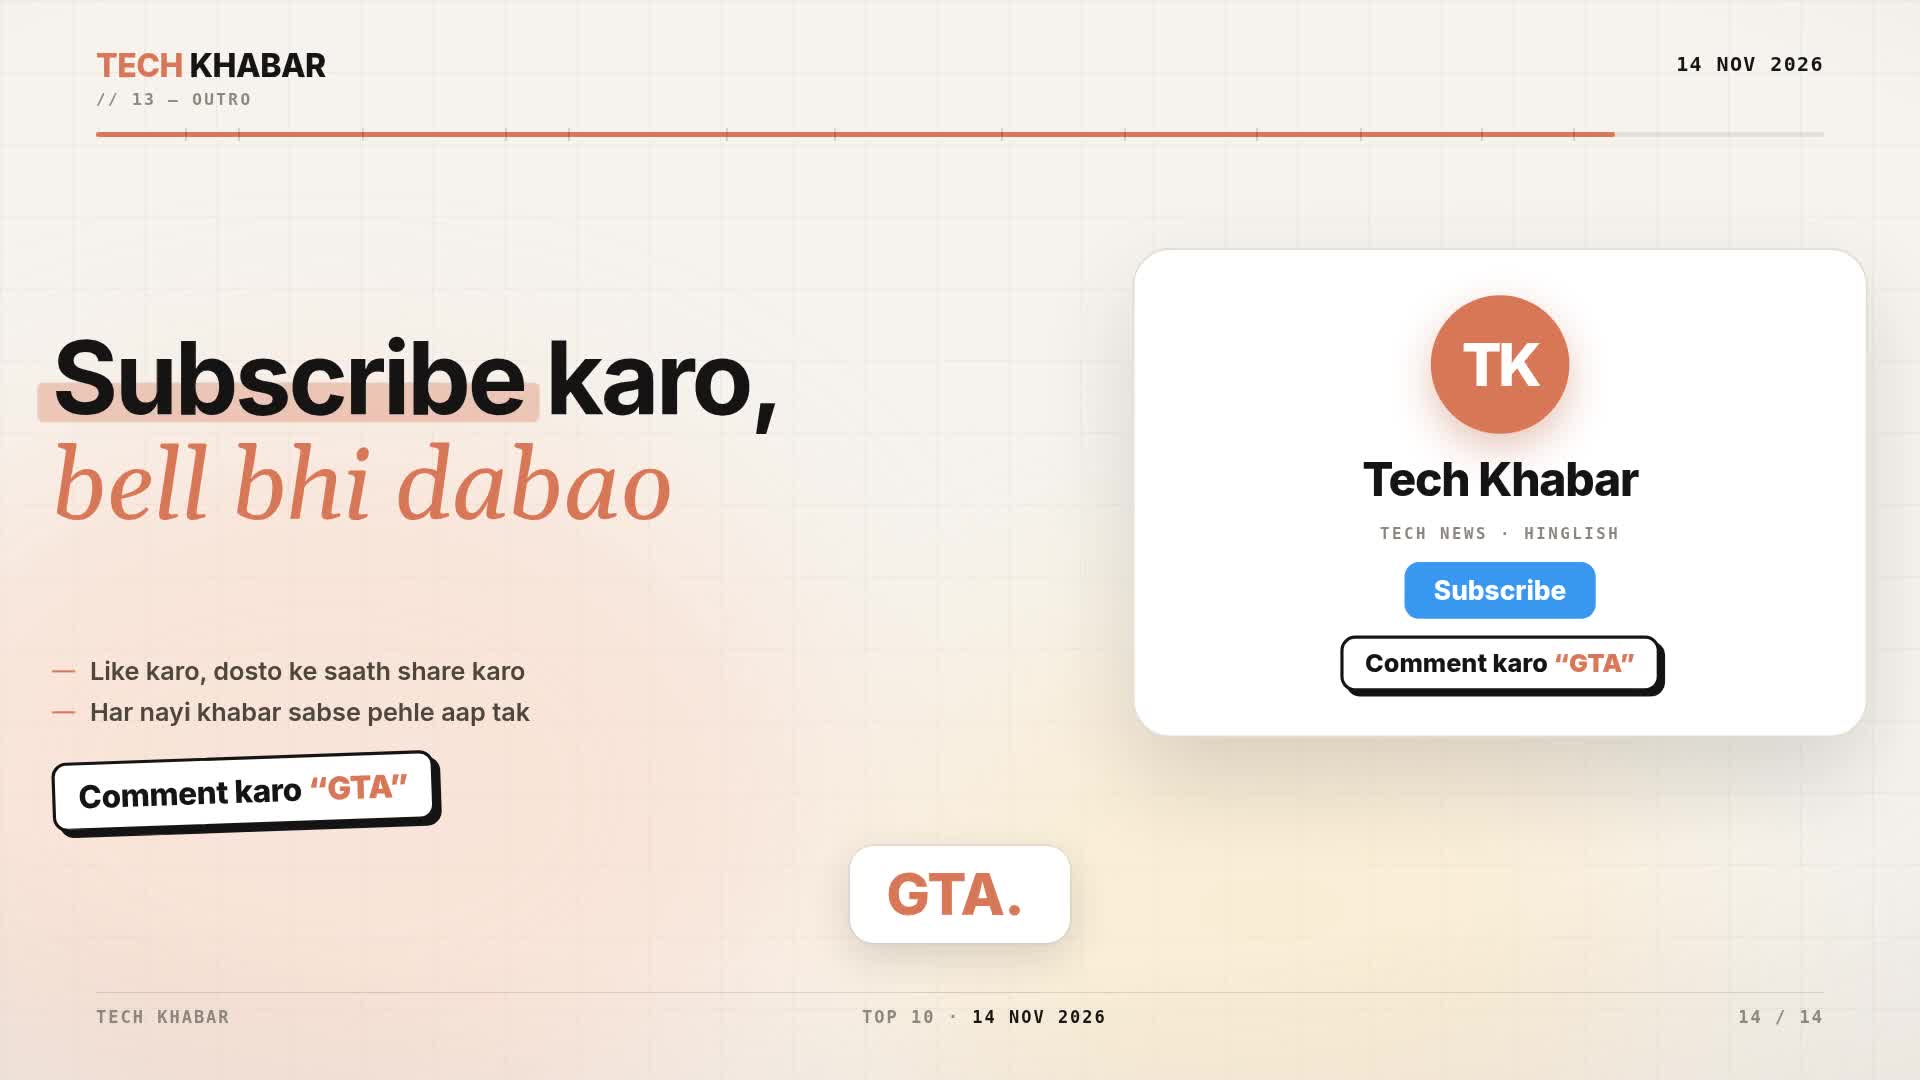 TECH KHABAR
// 13 — OUTRO
14 NOV 2026
Subscribe karo,
bell bhi dabao
— Like karo, dosto ke saath share karo
— Har nayi khabar sabse pehle aap tak
Comment karo “GTA”
TK
Tech Khabar
TECH NEWS · HINGLISH
Subscribe
Comment karo “GTA”
GTA.
TECH KHABAR
TOP 10 · 14 NOV 2026
14 / 14